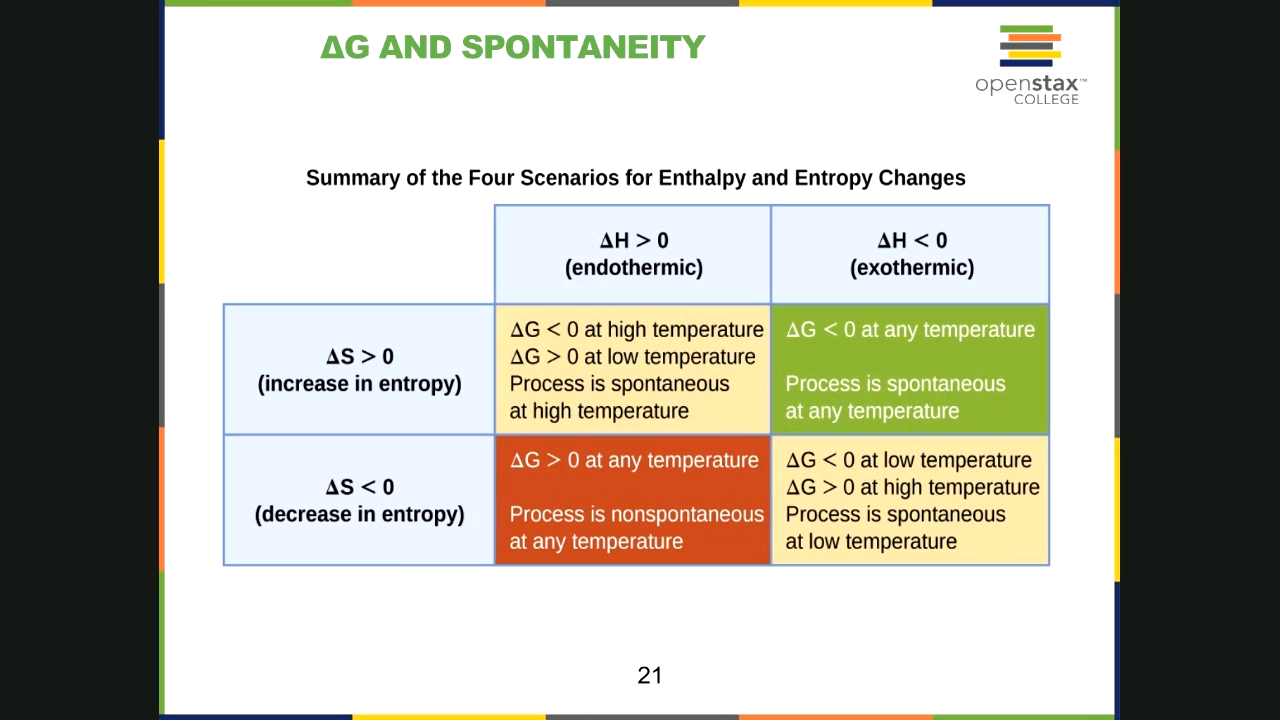 ΔG AND SPONTANEITY
openstax™
COLLEGE
Summary of the Four Scenarios for Enthalpy and Entropy Changes
ΔH > 0
(endothermic)
ΔH < 0
(exothermic)
ΔS > 0
(increase in entropy)
ΔG < 0 at high temperature
ΔG > 0 at low temperature
Process is spontaneous
at high temperature
ΔG < 0 at any temperature
Process is spontaneous
at any temperature
ΔS < 0
(decrease in entropy)
ΔG > 0 at any temperature
Process is nonspontaneous
at any temperature
ΔG < 0 at low temperature
ΔG > 0 at high temperature
Process is spontaneous
at low temperature
21